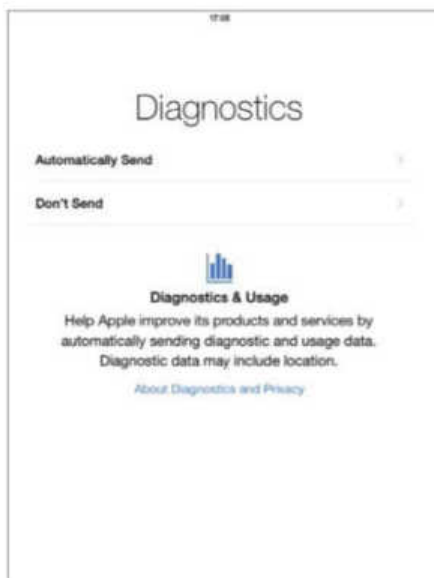 Diagnostics
Automatically Send
Don't Send
Diagnostics & Usage
Help Apple improve its products and services by
automatically sending diagnostic and usage data.
Diagnostic data may include location.
About Diagnostics and Privacy